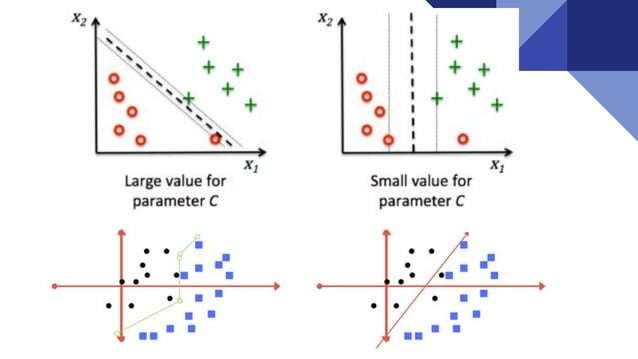 X2
X1
Large value for
parameter C
X2
X1
Small value for
parameter C